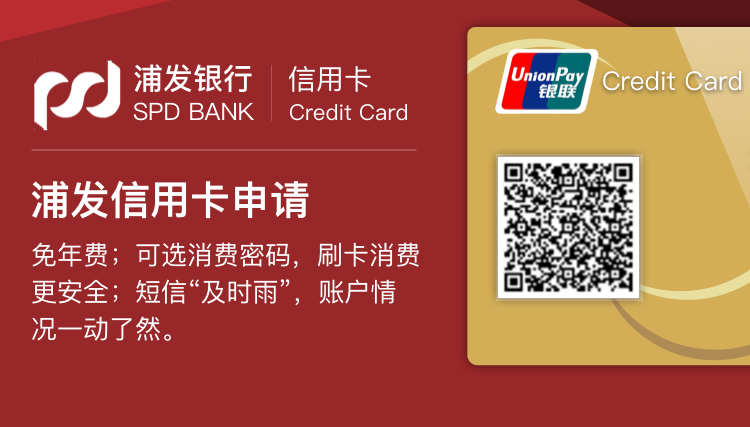 浦发银行
SPD BANK
信用卡
Credit Card
浦发信用卡申请
免年费；可选消费密码，刷卡消费
更安全；短信“及时雨”，账户情
况一动了然。
UnionPay
银联
Credit Card